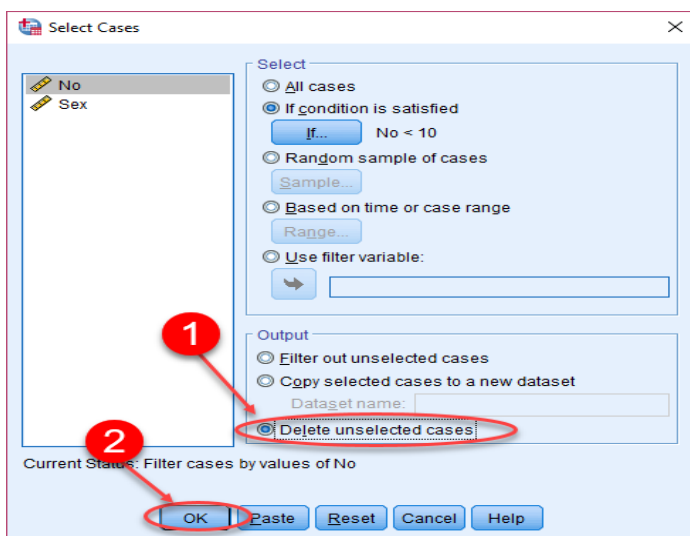 Select Cases
No
Sex
Select
All cases
If condition is satisfied
If... No < 10
Random sample of cases
Sample...
Based on time or case range
Range...
Use filter variable:
1
Output
Filter out unselected cases
Copy selected cases to a new dataset
Dataset name:
Delete unselected cases
2
Current Status: Filter cases by values of No
OK Paste Reset Cancel Help